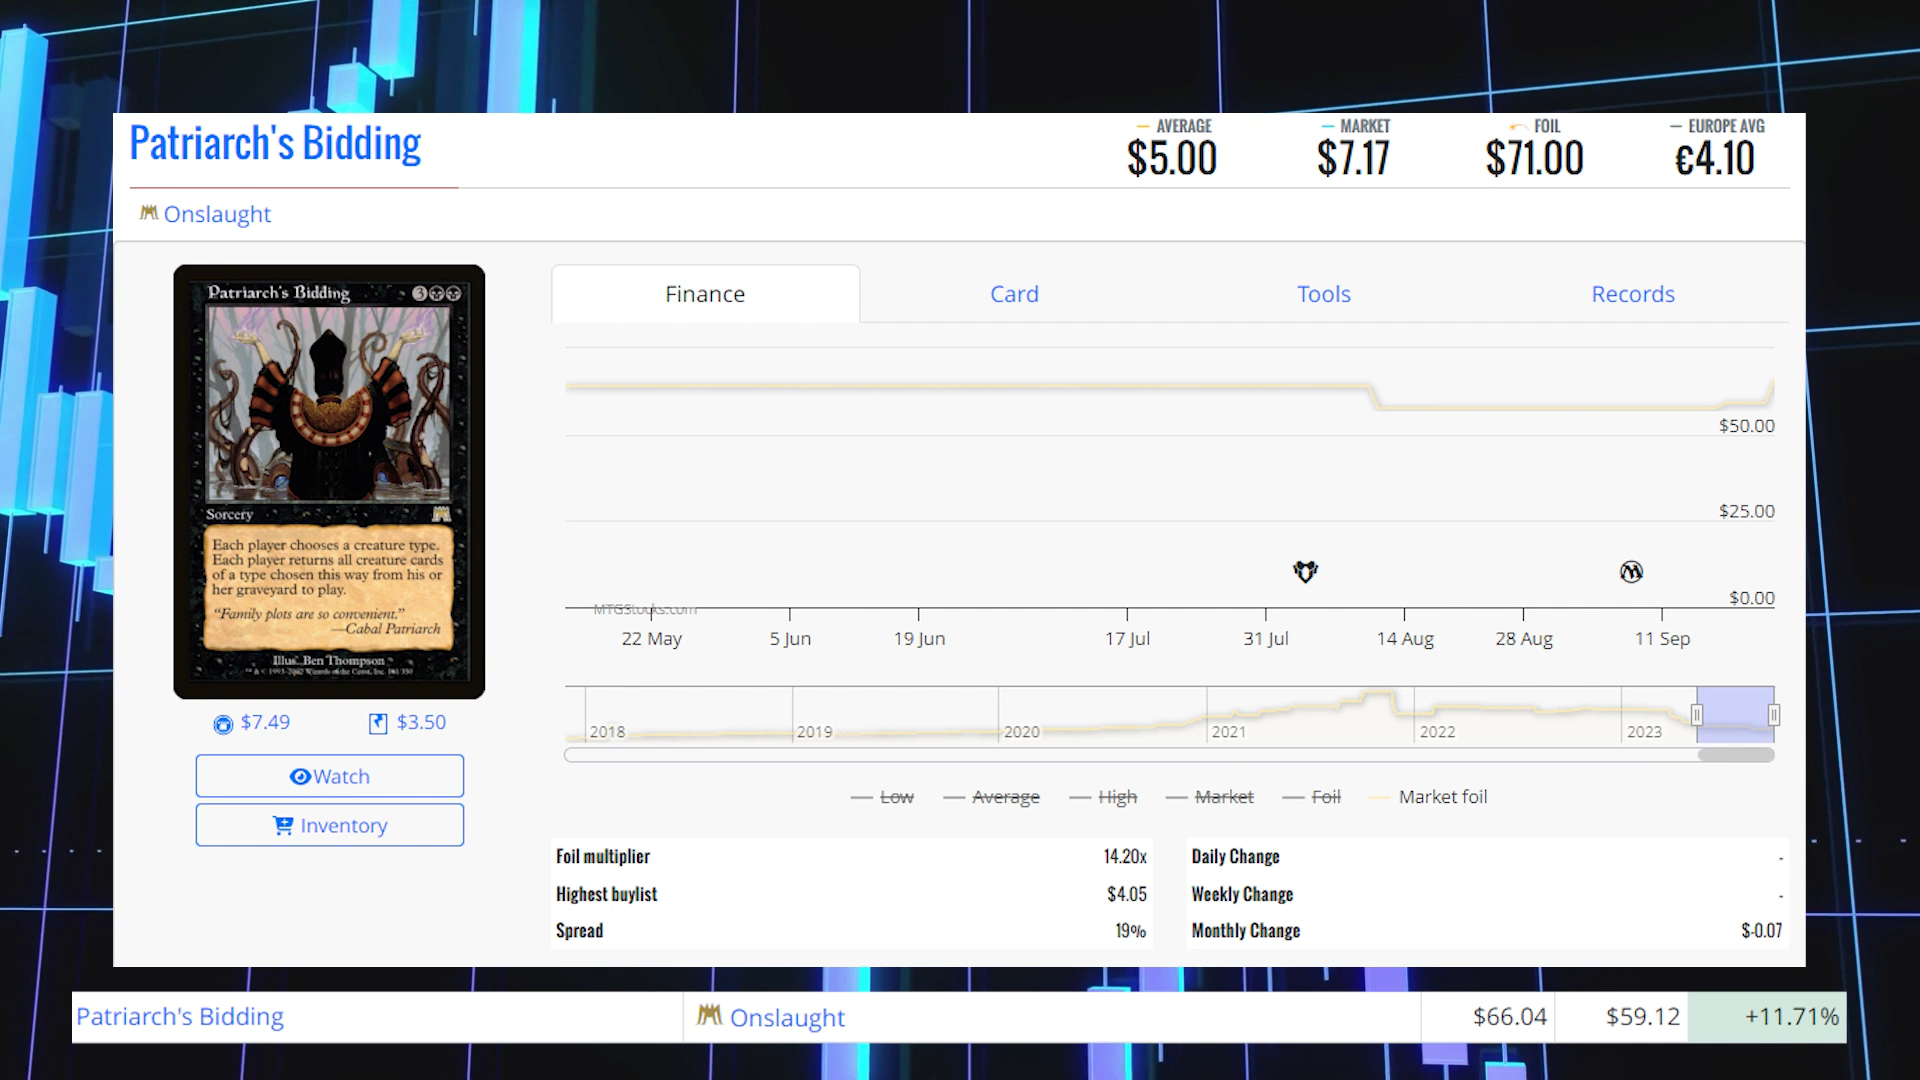 Patriarch's Bidding
AVERAGE
$5.00
MARKET
$7.17
FOIL
$71.00
EUROPE AVG
€4.10
Onslaught
Patriarch's Bidding 3
Sorcery
Each player chooses a creature type.
Each player returns all creature cards
of a type chosen this way from his or
her graveyard to play.
"Family plots are so convenient."
—Cabal Patriarch
Illus. Ben Thompson
$7.49
$3.50
Watch
Inventory
Finance
Card
Tools
Records
$50.00
$25.00
$0.00
MTGStocks.com
22 May
5 Jun
19 Jun
17 Jul
31 Jul
14 Aug
28 Aug
11 Sep
2018
2019
2020
2021
2022
2023
Low
Average
High
Market
Foil
Market foil
Foil multiplier 14.20x
Highest buylist $4.05
Spread 19%
Daily Change -
Weekly Change -
Monthly Change $-0.07
Patriarch's Bidding
Onslaught
$66.04
$59.12
+11.71%